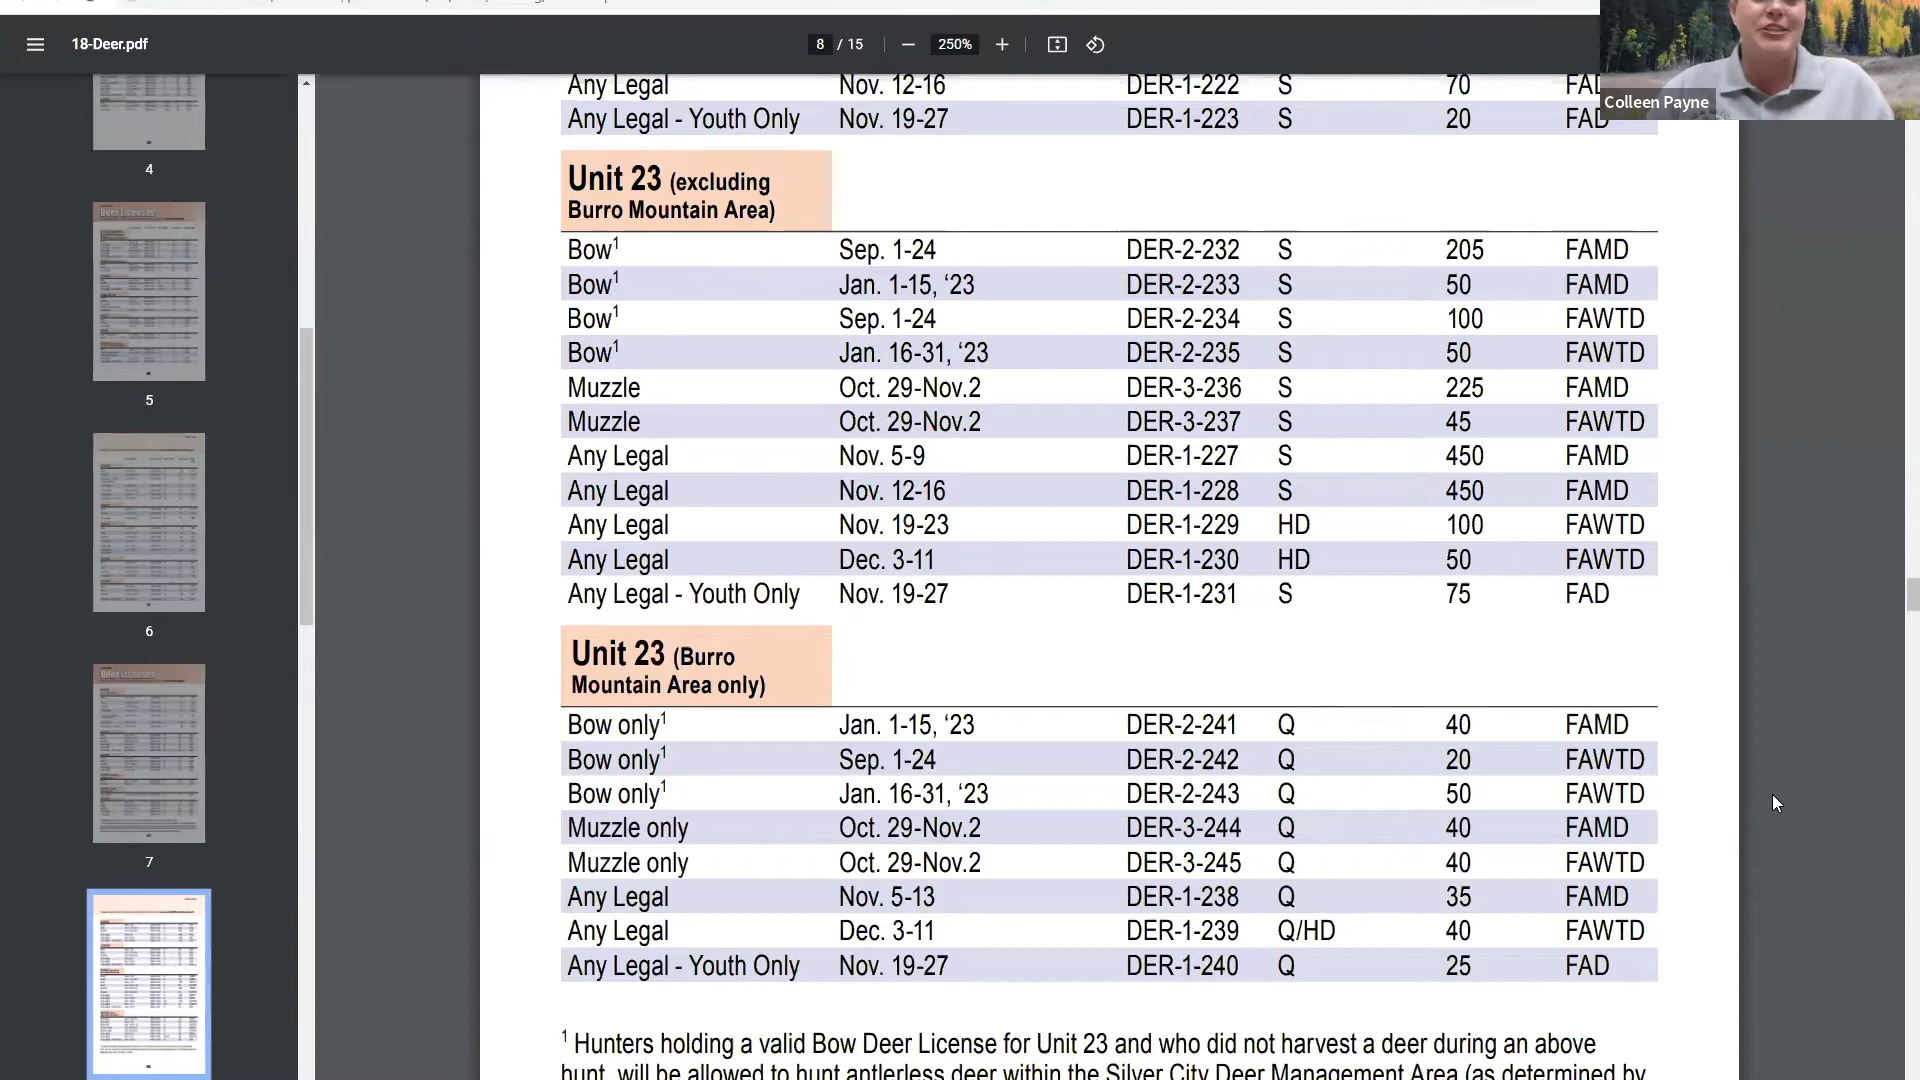 18-Deer.pdf
8 / 15
250%
Colleen Payne
4
5
6
7
Any Legal Nov. 12-16 DER-1-222 S 70
Any Legal - Youth Only Nov. 19-27 DER-1-223 S 20 FAD
Unit 23 (excluding
Burro Mountain Area)
Bow1 Sep. 1-24 DER-2-232 S 205 FAMD
Bow1 Jan. 1-15, ‘23 DER-2-233 S 50 FAMD
Bow1 Sep. 1-24 DER-2-234 S 100 FAWTD
Bow1 Jan. 16-31, ‘23 DER-2-235 S 50 FAWTD
Muzzle Oct. 29-Nov.2 DER-3-236 S 225 FAMD
Muzzle Oct. 29-Nov.2 DER-3-237 S 45 FAWTD
Any Legal Nov. 5-9 DER-1-227 S 450 FAMD
Any Legal Nov. 12-16 DER-1-228 S 450 FAMD
Any Legal Nov. 19-23 DER-1-229 HD 100 FAWTD
Any Legal Dec. 3-11 DER-1-230 HD 50 FAWTD
Any Legal - Youth Only Nov. 19-27 DER-1-231 S 75 FAD
Unit 23 (Burro
Mountain Area only)
Bow only1 Jan. 1-15, ‘23 DER-2-241 Q 40 FAMD
Bow only1 Sep. 1-24 DER-2-242 Q 20 FAWTD
Bow only1 Jan. 16-31, ‘23 DER-2-243 Q 50 FAWTD
Muzzle only Oct. 29-Nov.2 DER-3-244 Q 40 FAMD
Muzzle only Oct. 29-Nov.2 DER-3-245 Q 40 FAWTD
Any Legal Nov. 5-13 DER-1-238 Q 35 FAMD
Any Legal Dec. 3-11 DER-1-239 Q/HD 40 FAWTD
Any Legal - Youth Only Nov. 19-27 DER-1-240 Q 25 FAD
1 Hunters holding a valid Bow Deer License for Unit 23 and who did not harvest a deer during an above
hunt, will be allowed to hunt antlerless deer within the Silver City Deer Management Area (as determined by